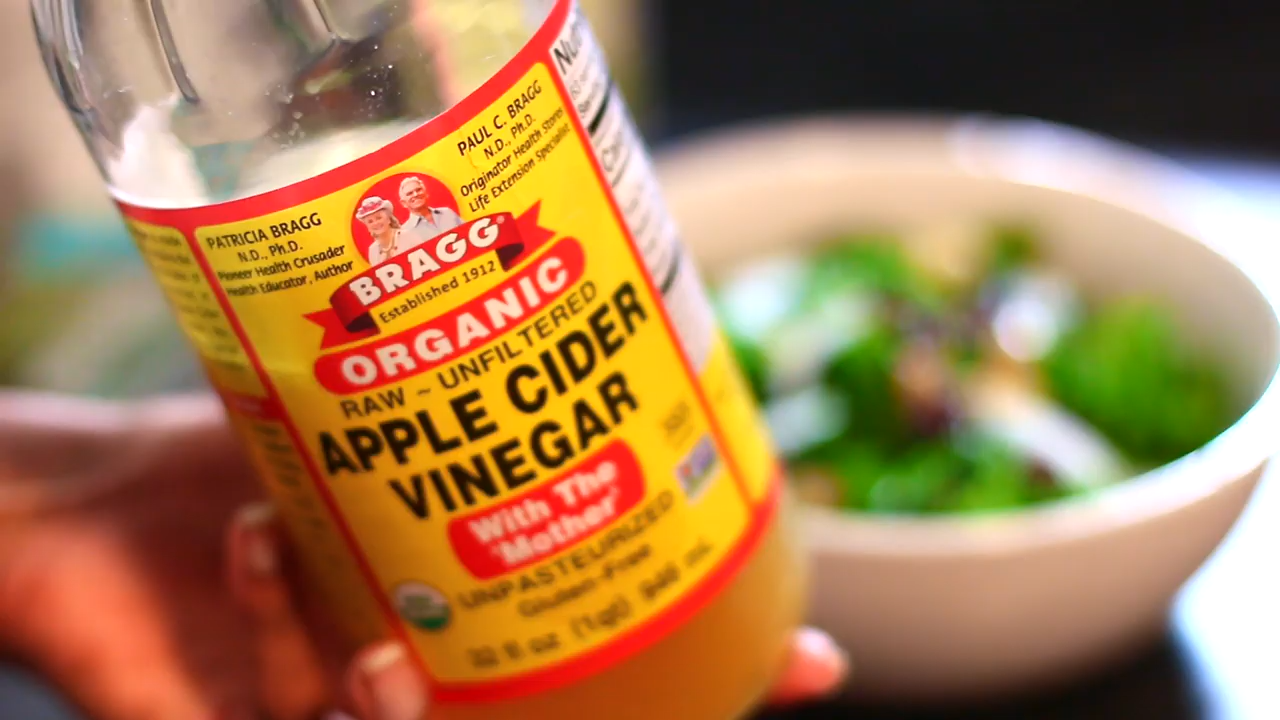 PATRICIA BRAGG
N.D., Ph.D.
Pioneer Health Crusader
Health Educator, Author
PAUL C. BRAGG
N.D., Ph.D.
Originator Health Stores
Life Extension Specialist
BRAGG®
Established 1912
ORGANIC
RAW ~ UNFILTERED
APPLE CIDER
VINEGAR
With The
'Mother'
UNPASTEURIZED
Gluten-Free
32 fl oz (1qt) 946 mL